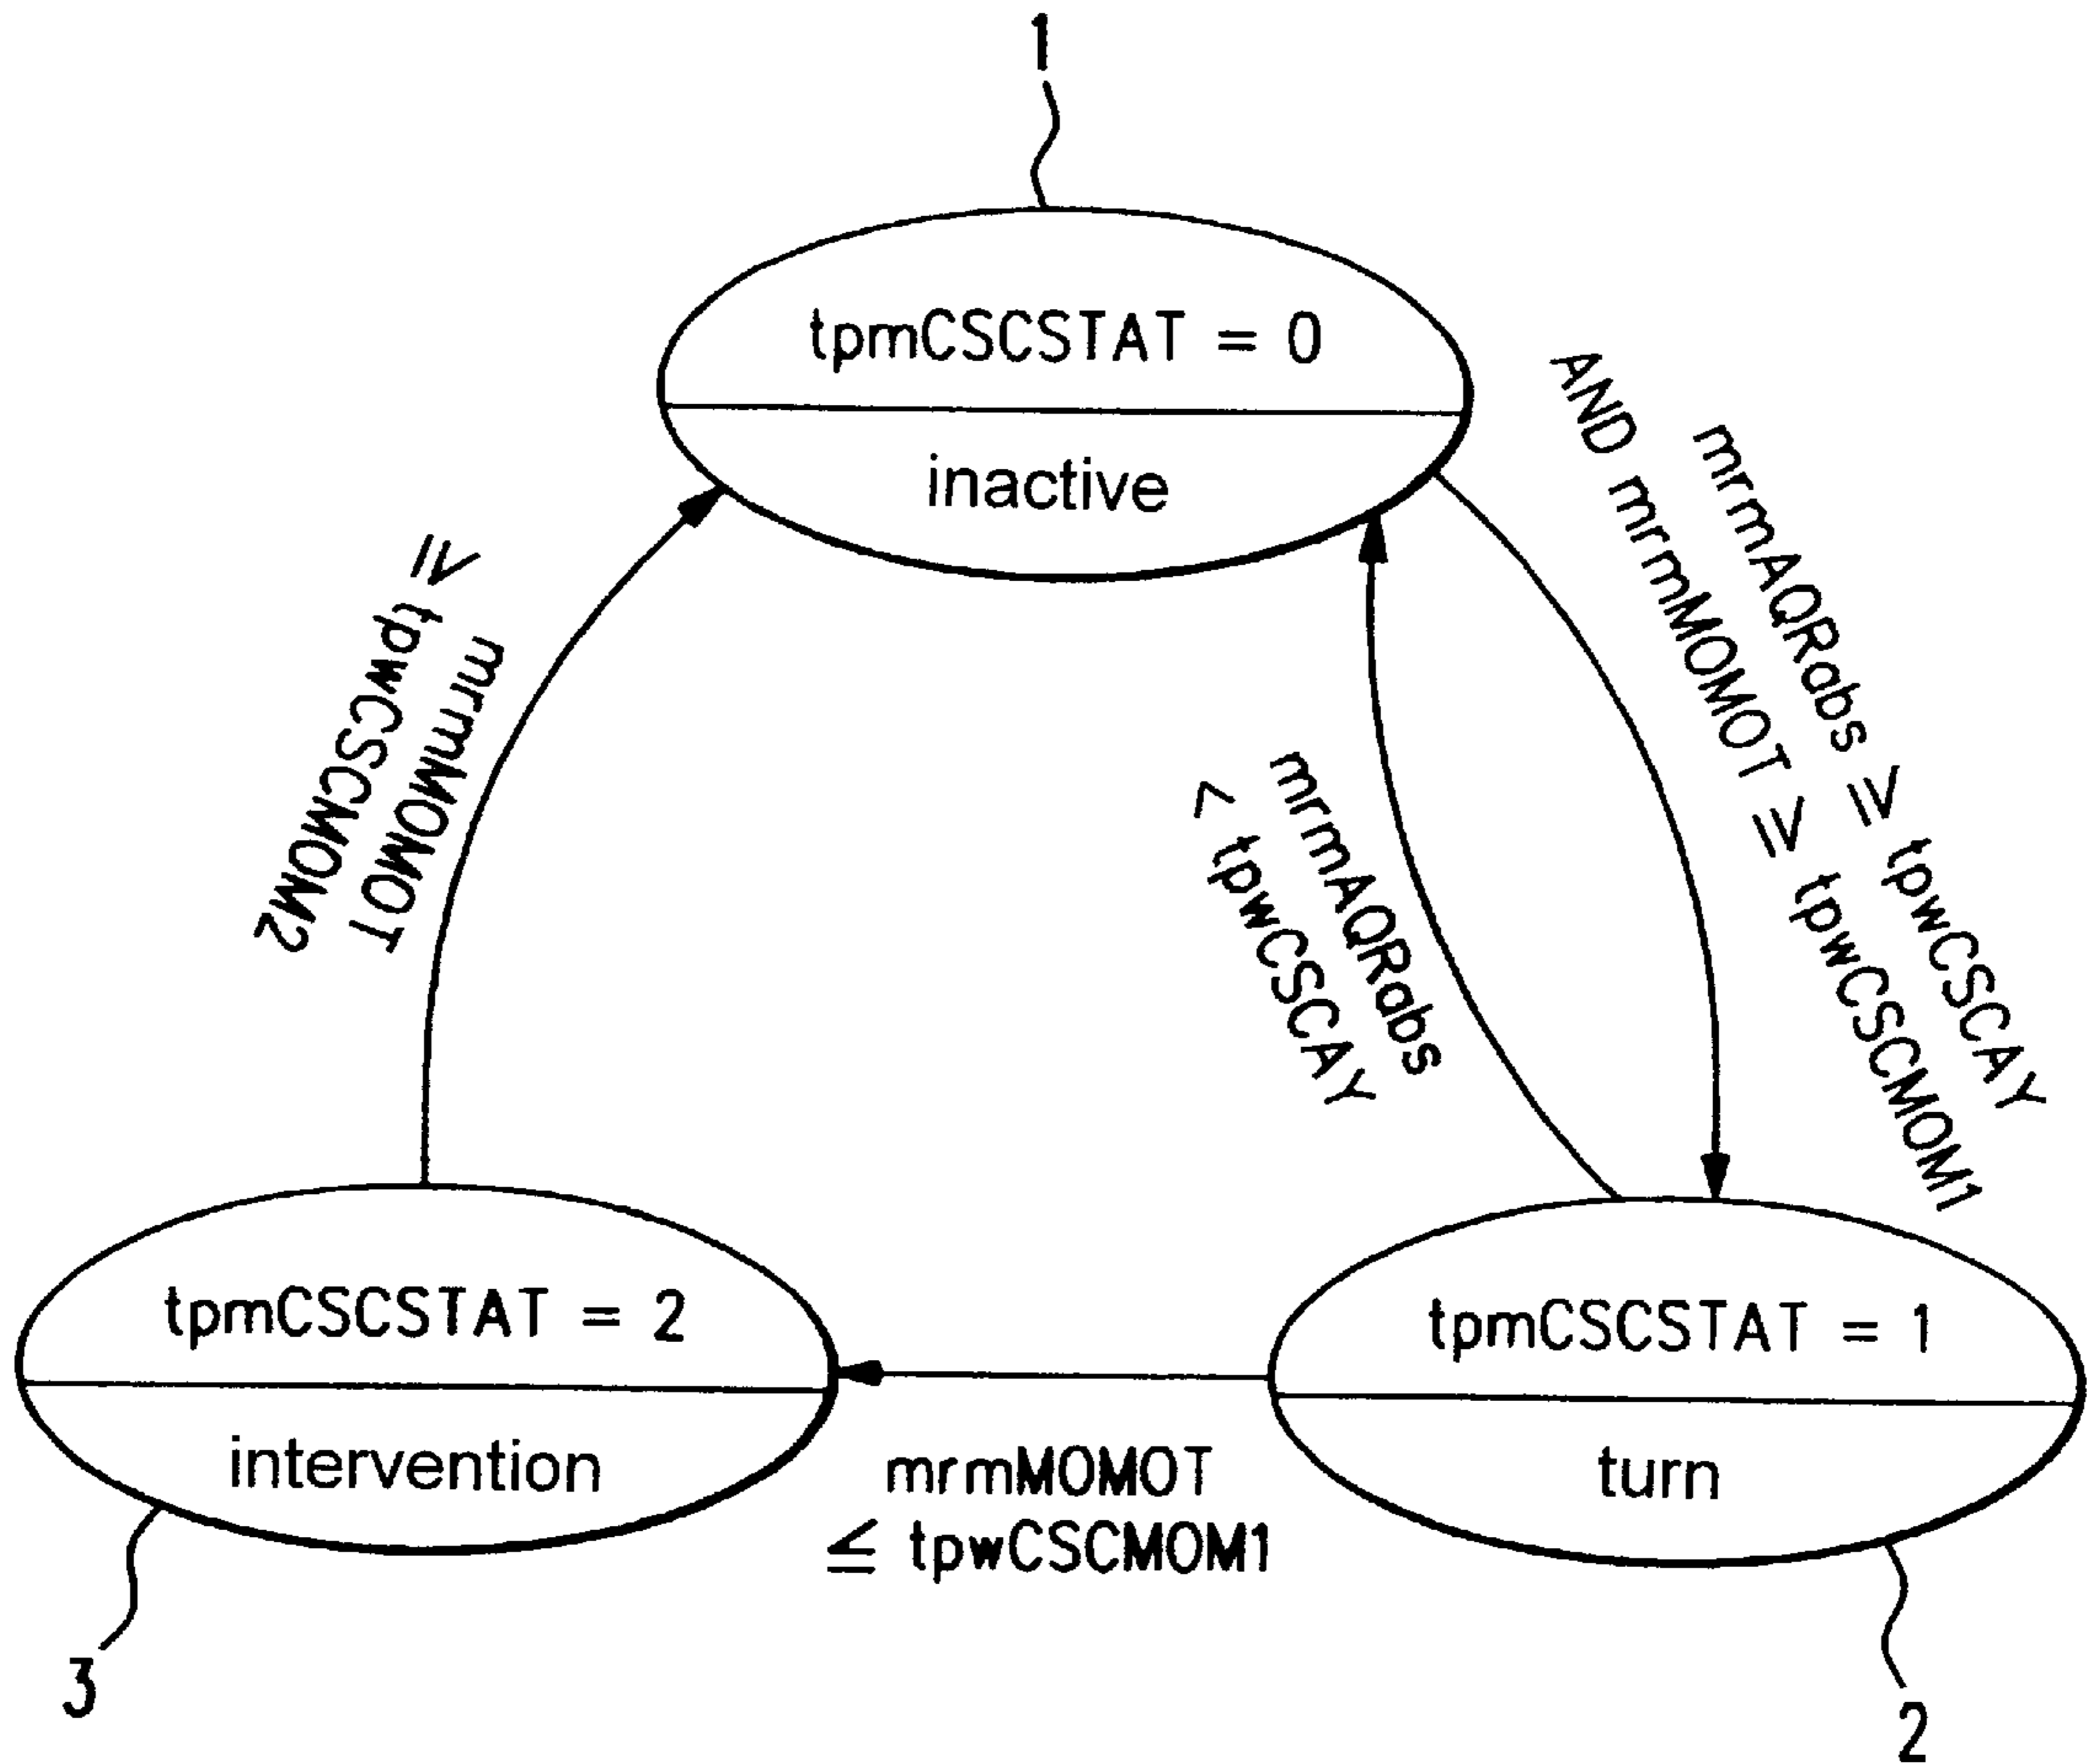 1
tpmCSCSTAT = 0
inactive
mrmAQRabs ≥ tpwCSCAY
AND mrmMOMOT ≥ tpwCSCMOM1
mrmMOMOT
≥ tpwCSCMOM2
mrmAQRabs
< tpwCSCAY
tpmCSCSTAT = 2
intervention
tpmCSCSTAT = 1
turn
mrmMOMOT
≤ tpwCSCMOM1
3
2